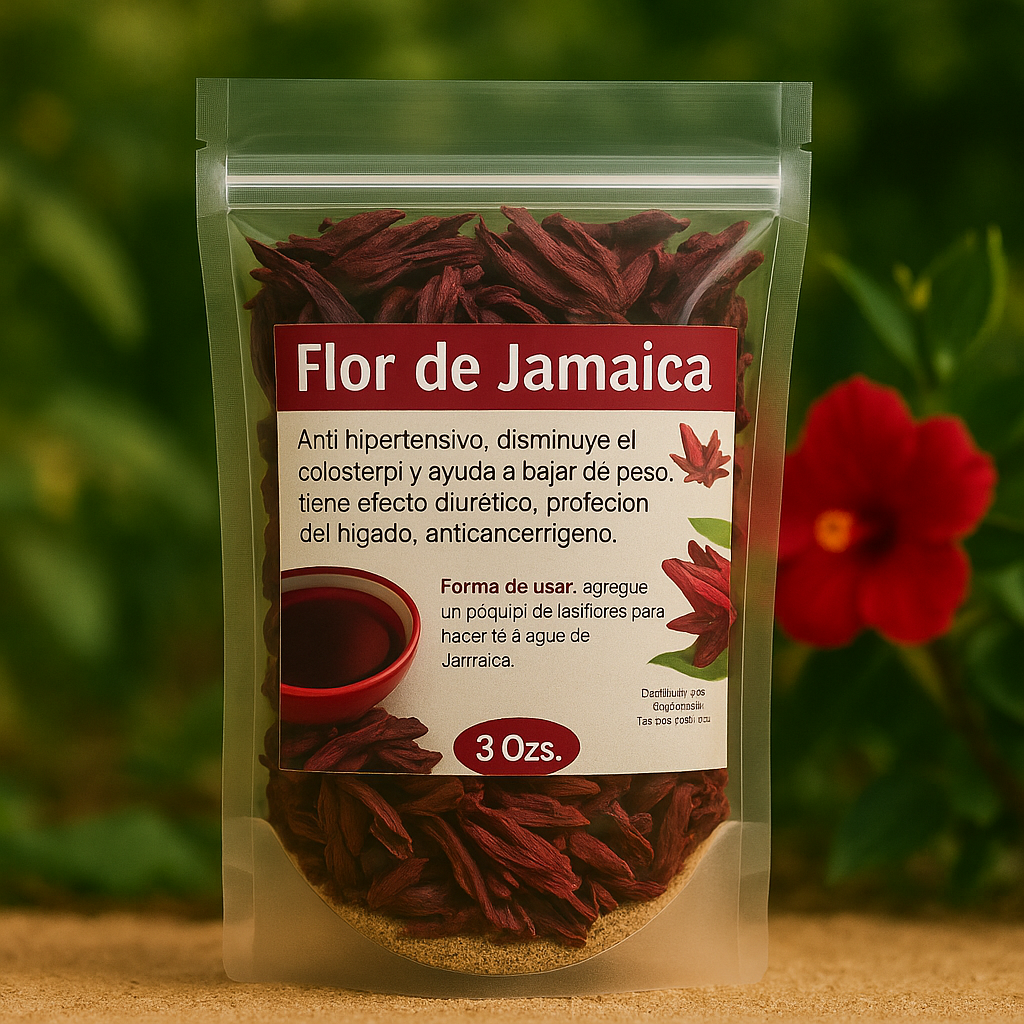 Flor de Jamaica
Anti hipertensivo, disminuye el
colosterpi y ayuda a bajar dé peso.
tiene efecto diurético, profecion
del higado, anticancerrigeno.
Forma de usar. agregue
un póquipi de lasifiores para
hacer té â ague de
Jarrraica.
3 Ozs.